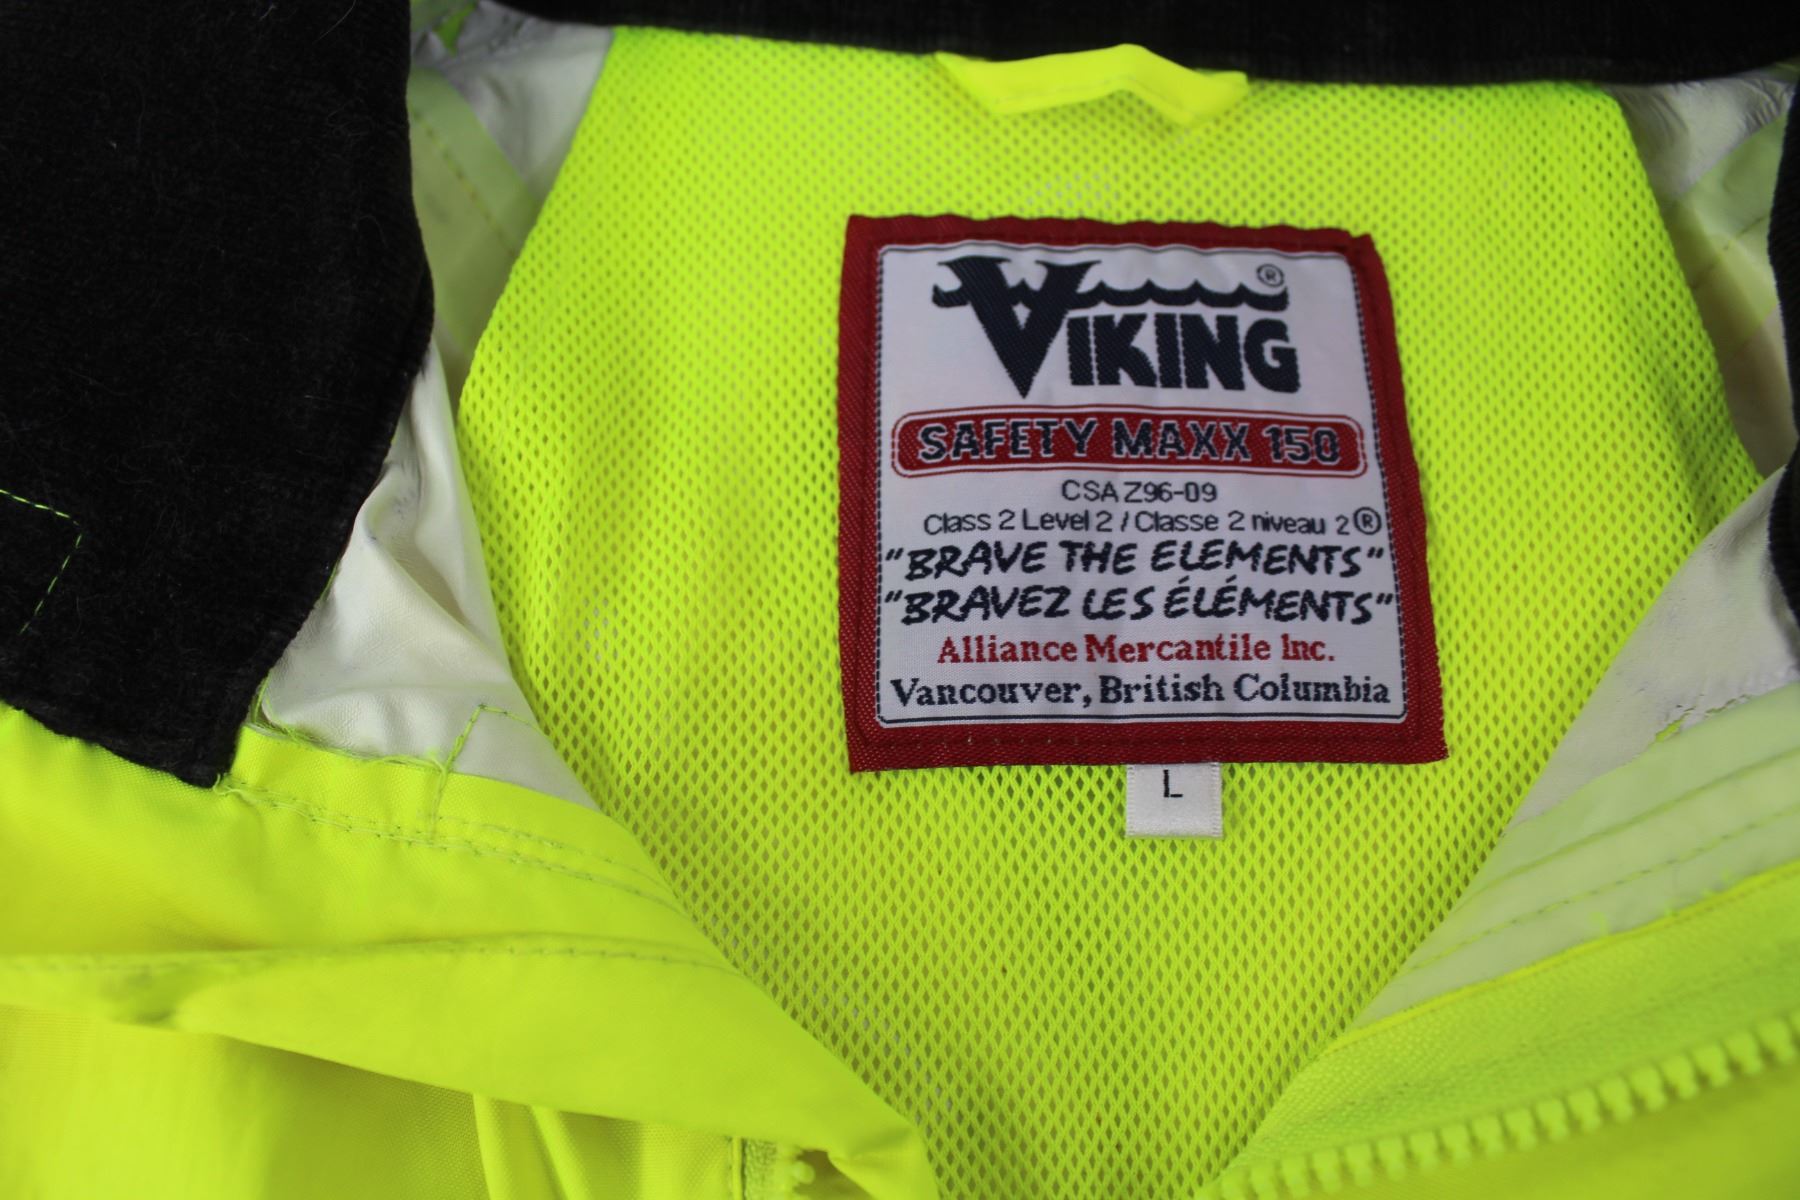 VIKING ®
SAFETY MAXX 150
CSA Z96-09
Class 2 Level 2 / Classe 2 niveau 2 ®
"BRAVE THE ELEMENTS"
"BRAVEZ LES ÉLÉMENTS"
Alliance Mercantile Inc.
Vancouver, British Columbia
L